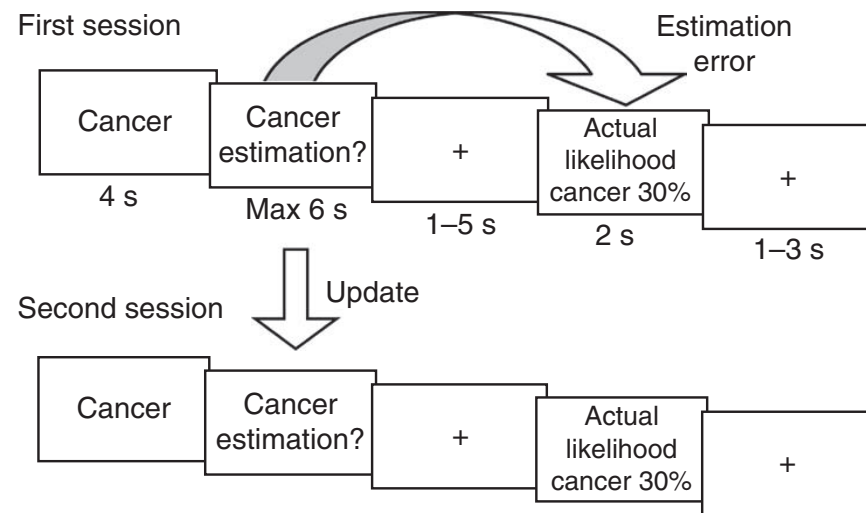 First session
Estimation
error
Cancer
Cancer
estimation?
+
Actual
likelihood
cancer 30%
+
4 s
Max 6 s
1–5 s
2 s
1–3 s
Update
Second session
Cancer
Cancer
estimation?
+
Actual
likelihood
cancer 30%
+